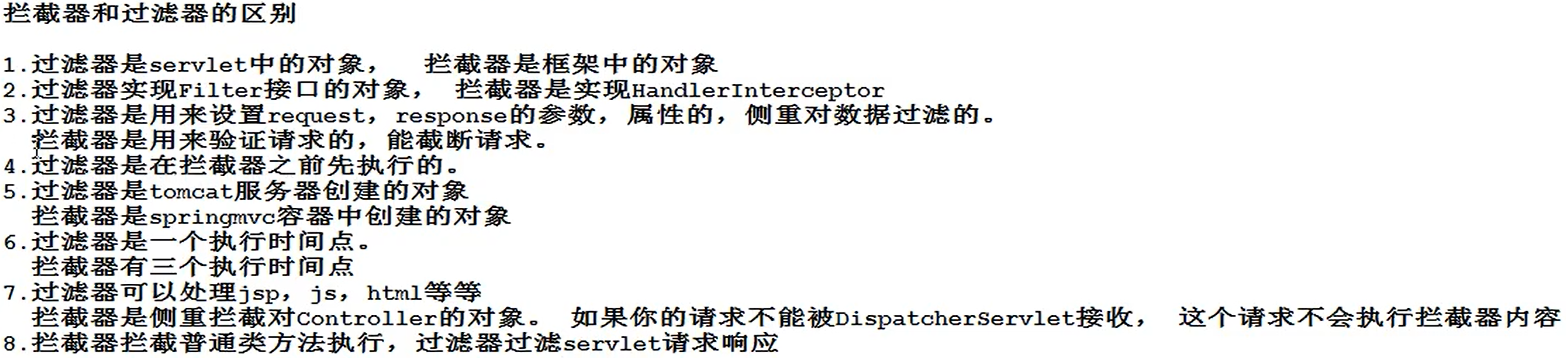 拦截器和过滤器的区别
1.过滤器是servlet中的对象，  拦截器是框架中的对象
2.过滤器实现Filter接口的对象， 拦截器是实现HandlerInterceptor
3.过滤器是用来设置request，response的参数，属性的，侧重对数据过滤的。
拦截器是用来验证请求的，能截断请求。
4.过滤器是在拦截器之前先执行的。
5.过滤器是tomcat服务器创建的对象
拦截器是springmvc容器中创建的对象
6.过滤器是一个执行时间点。
拦截器有三个执行时间点
7.过滤器可以处理jsp，js，html等等
拦截器是侧重拦截对Controller的对象。 如果你的请求不能被DispatcherServlet接收， 这个请求不会执行拦截器内容
8.拦截器拦截普通类方法执行，过滤器过滤servlet请求响应